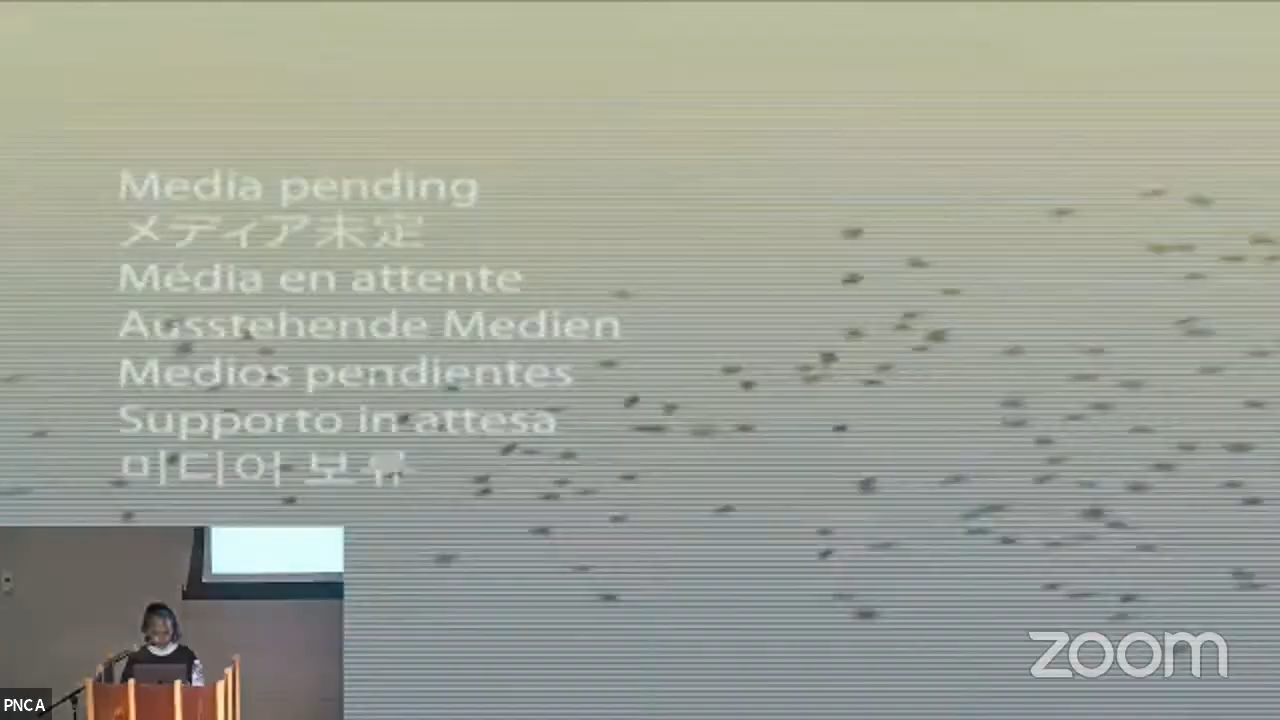 Media pending
メディア未定
Média en attente
Ausstehende Medien
Medios pendientes
Supporto in attesa
미디어 보류
PNCA
zoom